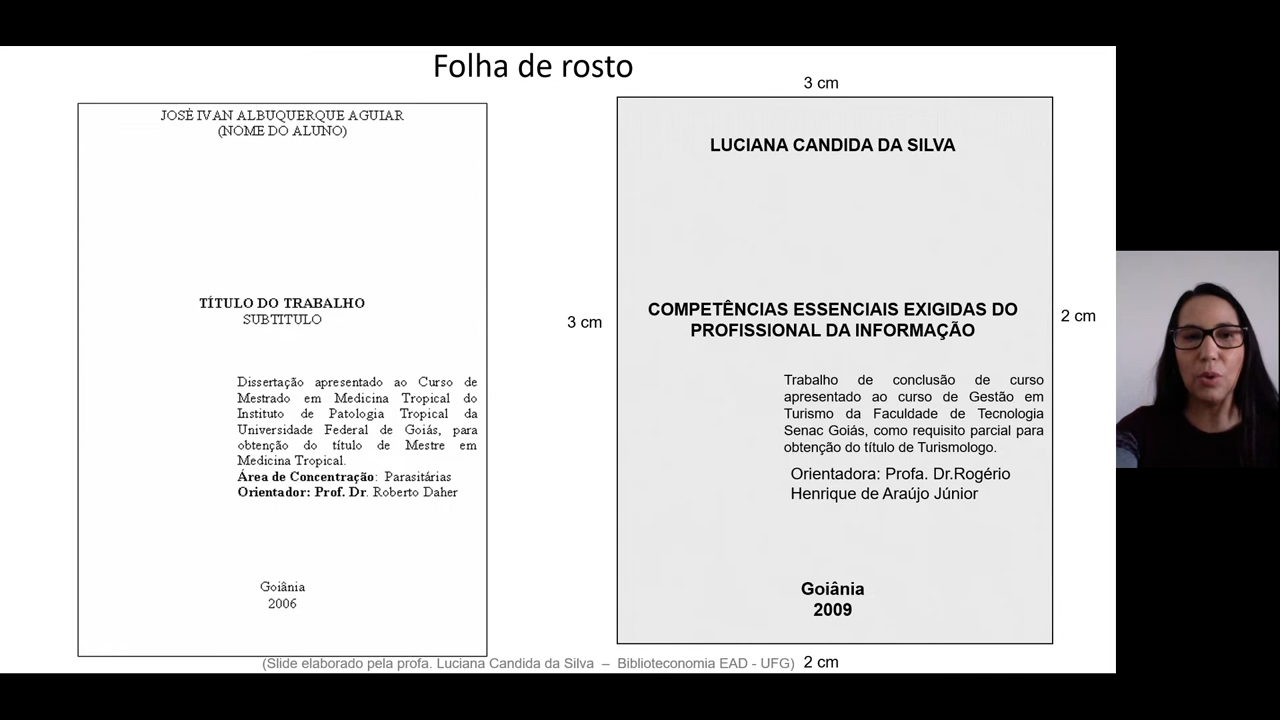 Folha de rosto
JOSÉ IVAN ALBUQUERQUE AGUIAR
(NOME DO ALUNO)
TÍTULO DO TRABALHO
SUBTITULO
Dissertação apresentado ao Curso de
Mestrado em Medicina Tropical do
Instituto de Patologia Tropical da
Universidade Federal de Goiás, para
obtenção do título de Mestre em
Medicina Tropical.
Área de Concentração: Parasitárias
Orientador: Prof. Dr. Roberto Daher
Goiânia
2006
3 cm
3 cm
LUCIANA CANDIDA DA SILVA
COMPETÊNCIAS ESSENCIAIS EXIGIDAS DO
PROFISSIONAL DA INFORMAÇÃO
2 cm
Trabalho de conclusão de curso
apresentado ao curso de Gestão em
Turismo da Faculdade de Tecnologia
Senac Goiás, como requisito parcial para
obtenção do título de Turismologo.
Orientadora: Profa. Dr.Rogério
Henrique de Araújo Júnior
Goiânia
2009
2 cm
(Slide elaborado pela profa. Luciana Candida da Silva – Biblioteconomia EAD - UFG)